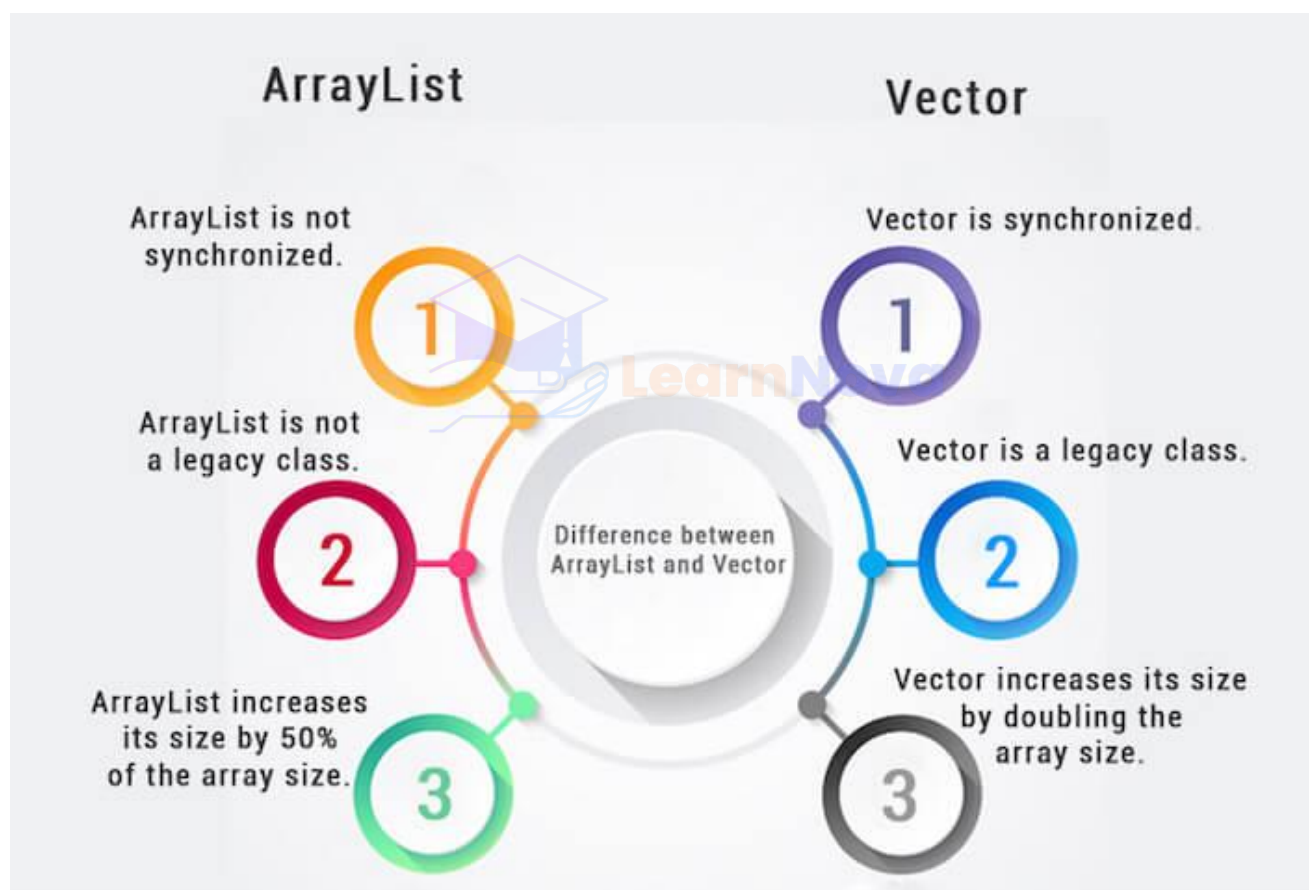 ArrayList
Vector
ArrayList is not
synchronized.
1
ArrayList is not
a legacy class.
2
ArrayList increases
its size by 50%
of the array size.
3
LearnNova
Difference between
ArrayList and Vector
Vector is synchronized.
1
Vector is a legacy class.
2
Vector increases its size
by doubling the
array size.
3